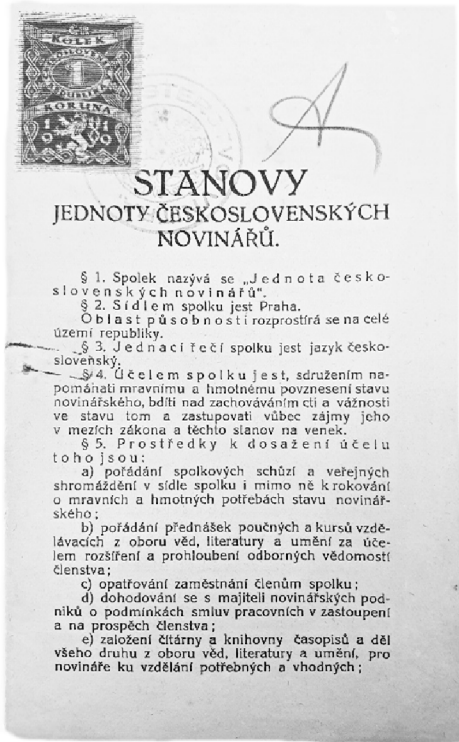 KOLEK
1
KORUNA
1919
STANOVY
JEDNOTY ČESKOSLOVENSKÝCH
NOVINÁŘŮ.
§ 1. Spolek nazývá se „Jednota česko-
slovenských novinářů“.
§ 2. Sídlem spolku jest Praha.
Oblast působnosti rozprostírá se na celé
území republiky.
§ 3. Jednací řečí spolku jest jazyk česko-
slovenský.
§ 4. Účelem spolku jest, sdružením na-
pomáhati mravnímu a hmotnému povznesení stavu
novinářského, bdíti nad zachováváním cti a vážnosti
ve stavu tom a zastupovati vůbec zájmy jeho
v mezích zákona a těchto stanov na venek.
§ 5. Prostředky k dosažení účelu
toho jsou:
a) pořádání spolkových schůzí a veřejných
shromáždění v sídle spolku i mimo ně k rokování
o mravních a hmotných potřebách stavu novinář-
ského;
b) pořádání přednášek poučných a kursů vzdě-
lávacích z oboru věd, literatury a umění za úče-
lem rozšíření a prohloubení odborných vědomostí
členstva;
c) opatřování zaměstnání členům spolku;
d) dohodování se s majiteli novinářských pod-
niků o podmínkách smluv pracovních v zastoupení
a na prospěch členstva;
e) založení čítárny a knihovny časopisů a děl
všeho druhu z oboru věd, literatury a umění, pro
novináře ku vzdělání potřebných a vhodných;